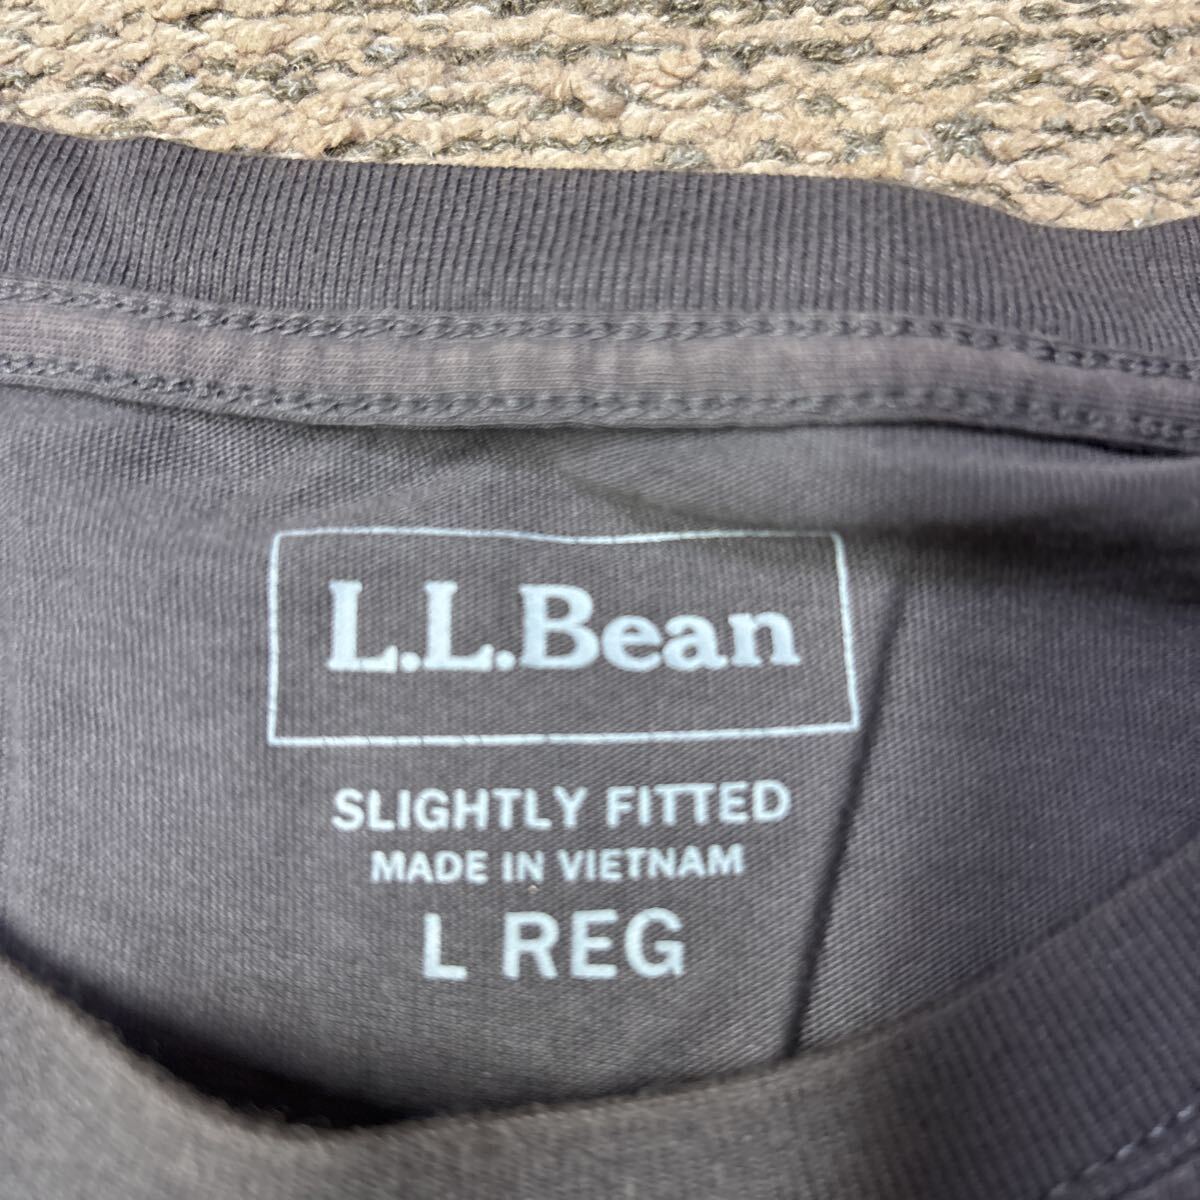 L.L.Bean
SLIGHTLY FITTED
MADE IN VIETNAM
L REG